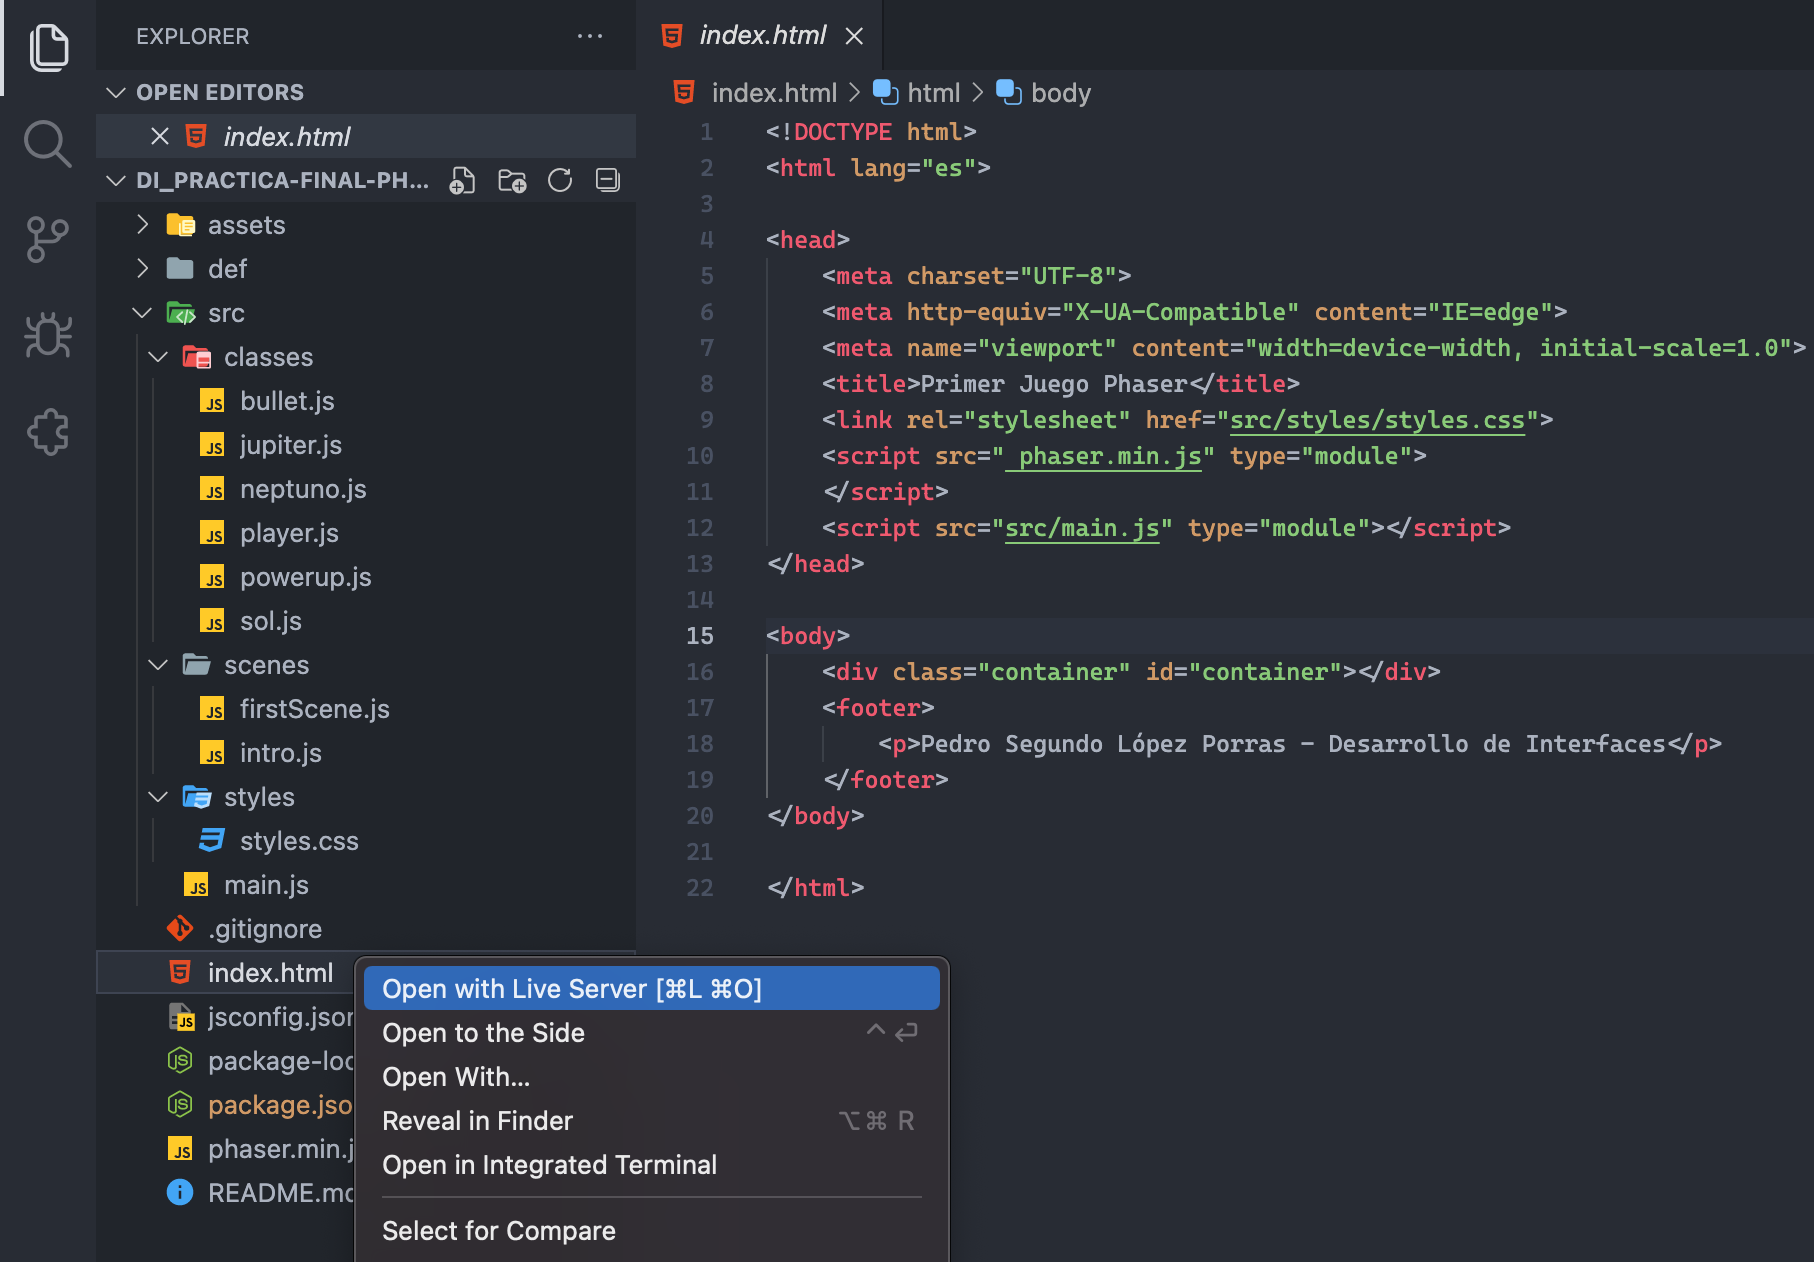 EXPLORER
OPEN EDITORS
index.html
DI_PRACTICA-FINAL-PH...
assets
def
src
classes
bullet.js
jupiter.js
neptuno.js
player.js
powerup.js
sol.js
scenes
firstScene.js
intro.js
styles
styles.css
main.js
.gitignore
index.html
jsconfig.json
package-loc
package.jso
phaser.min.j
README.md
index.html
index.html > html > body
1 <!DOCTYPE html>
2 <html lang="es">
3
4 <head>
5 <meta charset="UTF-8">
6 <meta http-equiv="X-UA-Compatible" content="IE=edge">
7 <meta name="viewport" content="width=device-width, initial-scale=1.0">
8 <title>Primer Juego Phaser</title>
9 <link rel="stylesheet" href="src/styles/styles.css">
10 <script src=" phaser.min.js" type="module">
11 </script>
12 <script src="src/main.js" type="module"></script>
13 </head>
14
15 <body>
16 <div class="container" id="container"></div>
17 <footer>
18 <p>Pedro Segundo López Porras - Desarrollo de Interfaces</p>
19 </footer>
20 </body>
21
22 </html>
Open with Live Server [⌘L ⌘O]
Open to the Side ^ ↩
Open With...
Reveal in Finder ⌥⌘ R
Open in Integrated Terminal
Select for Compare